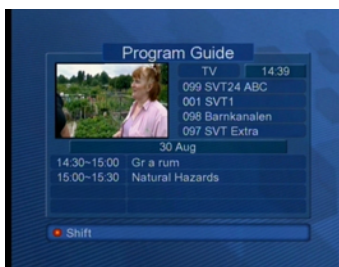 Program Guide
TV 14:39
099 SVT24 ABC
001 SVT1
098 Barnkanalen
097 SVT Extra
30 Aug
14:30~15:00 Gr a rum
15:00~15:30 Natural Hazards
Shift